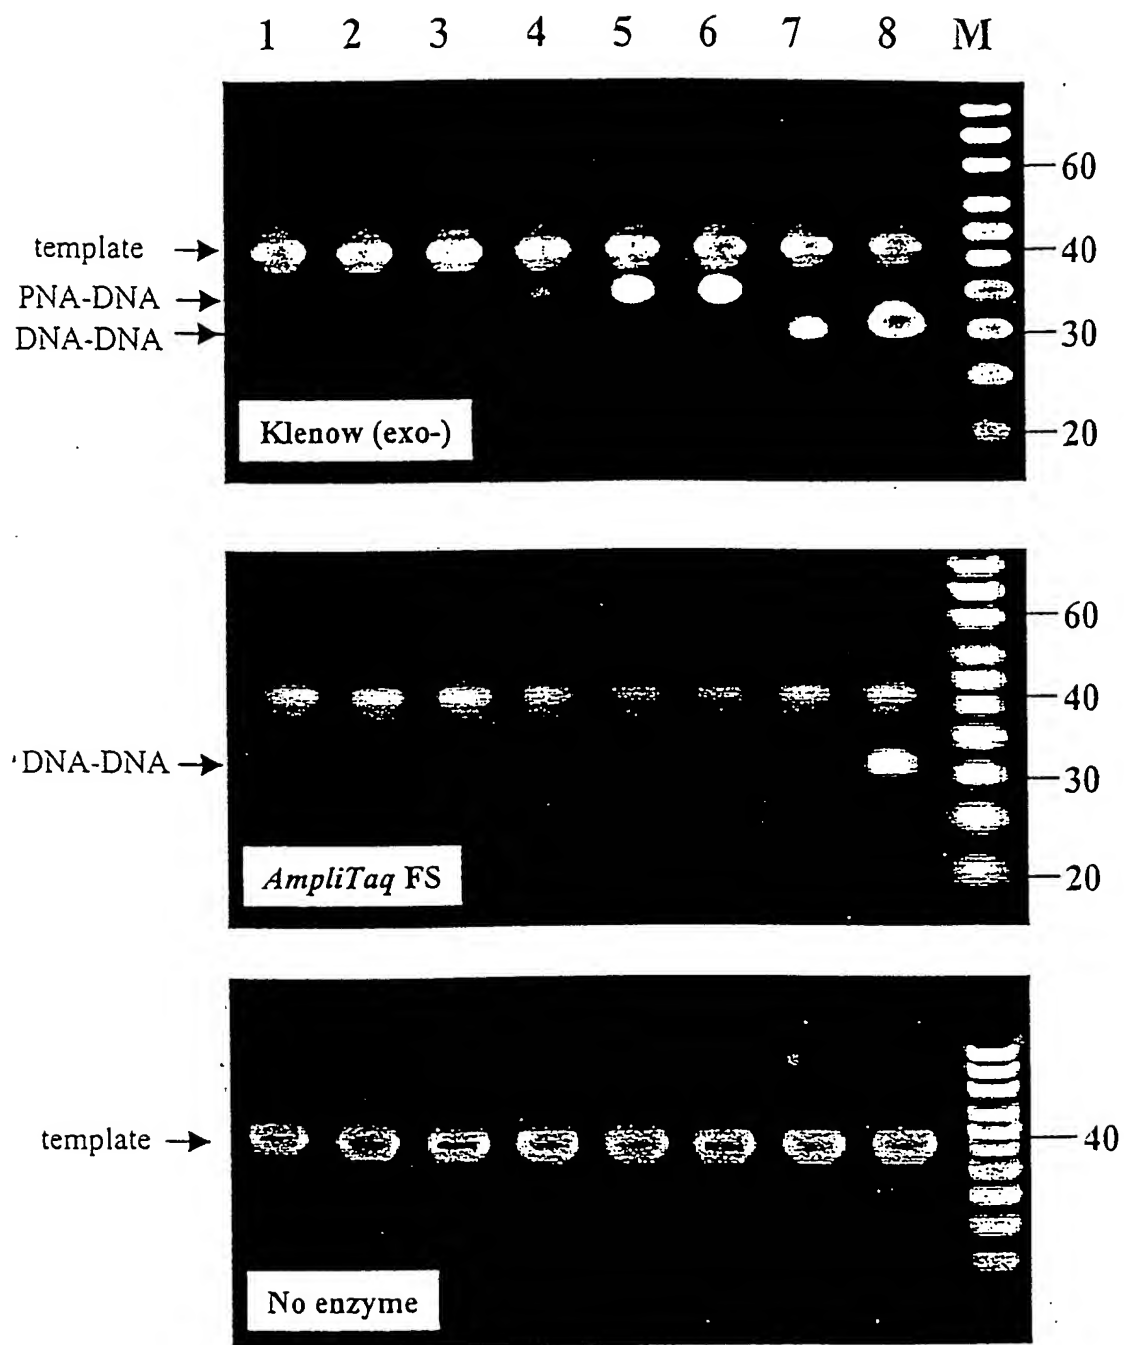 1 2 3 4 5 6 7 8 M
60
template 40
PNA-DNA
DNA-DNA 30
20
Klenow (exo-)
60
40
DNA-DNA 30
20
AmpliTaq FS
template 40
No enzyme